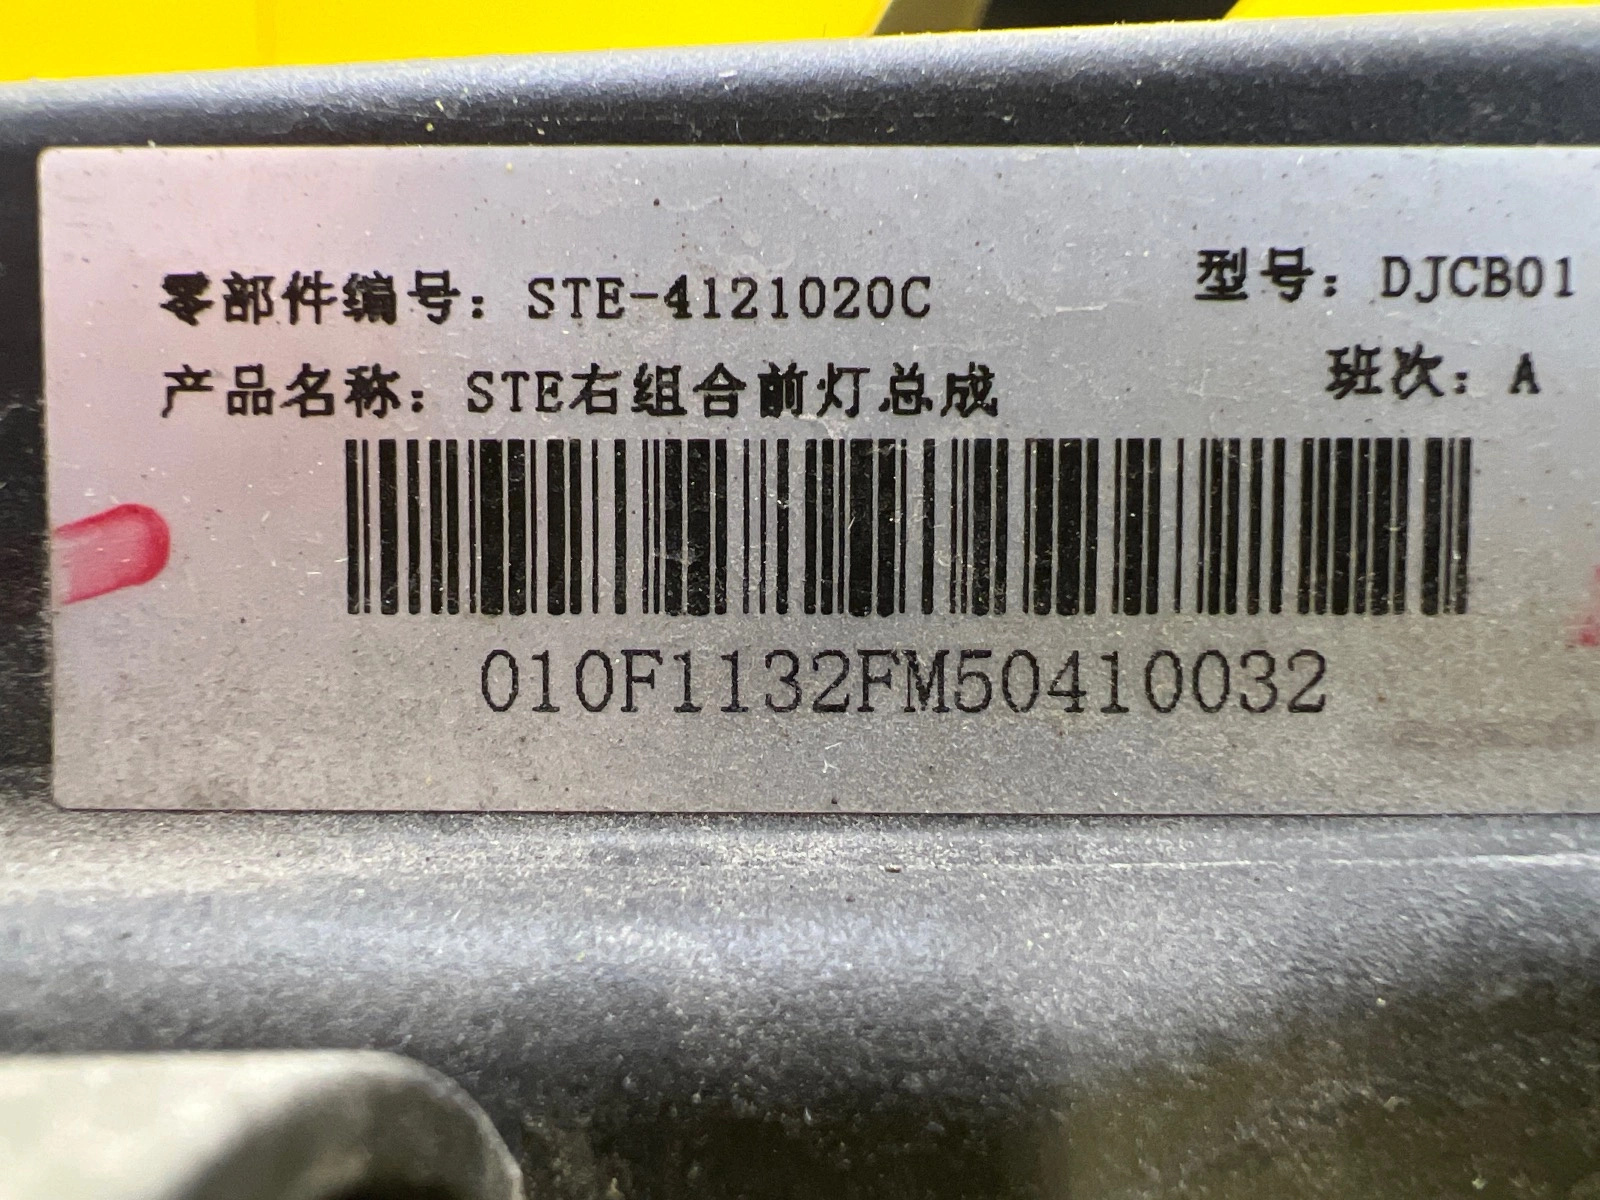 零部件编号：STE-4121020C 型号：DJCB01
产品名称：STE右组合前灯总成 班次：A
010F1132FM50410032